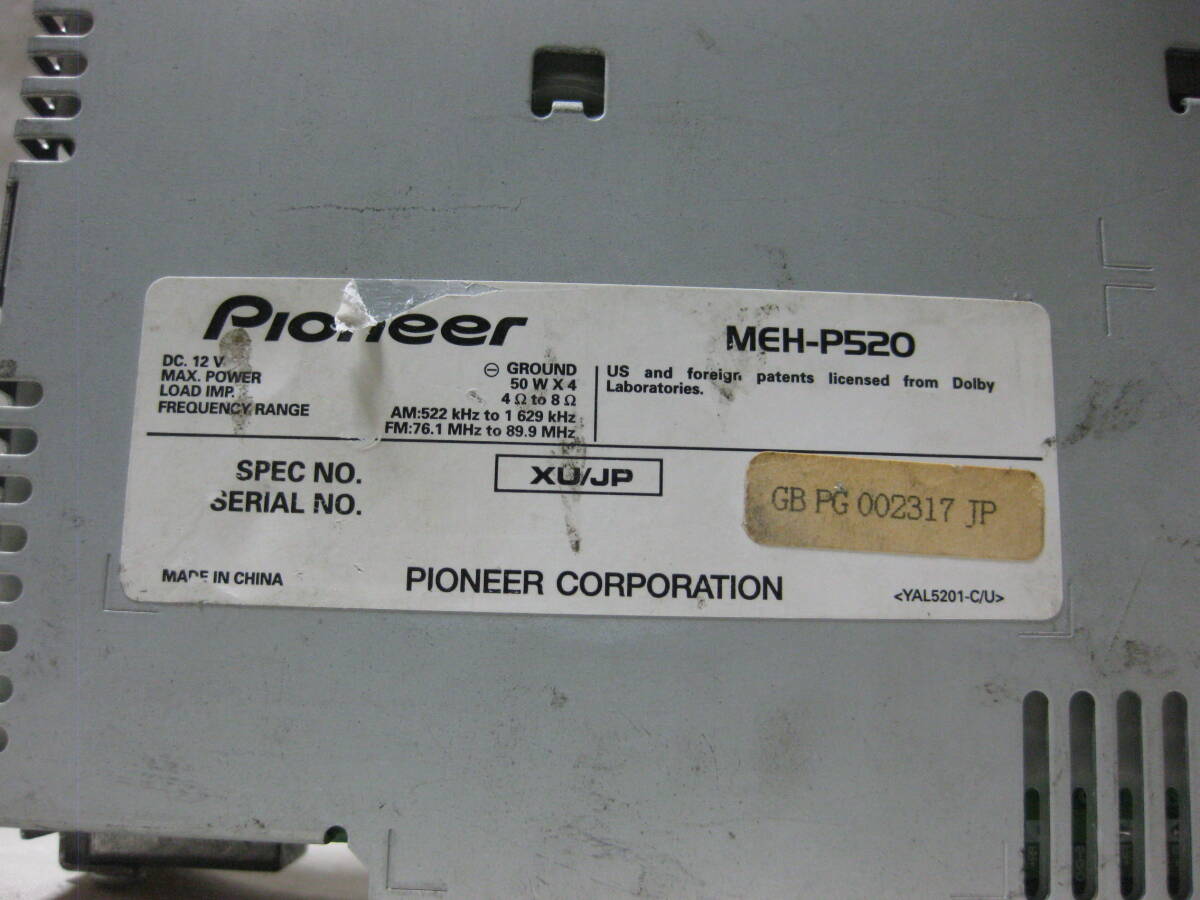 Pioneer
MEH-P520
DC. 12 V
⊖ GROUND
MAX. POWER
50 W X 4
LOAD IMP.
4 Ω to 8 Ω
FREQUENCY RANGE
AM:522 kHz to 1 629 kHz
FM:76.1 MHz to 89.9 MHz
US and foreign patents licensed from Dolby
Laboratories.
SPEC NO.
XU/JP
SERIAL NO.
GB PG 002317 JP
MADE IN CHINA
PIONEER CORPORATION
<YAL5201-C/U>